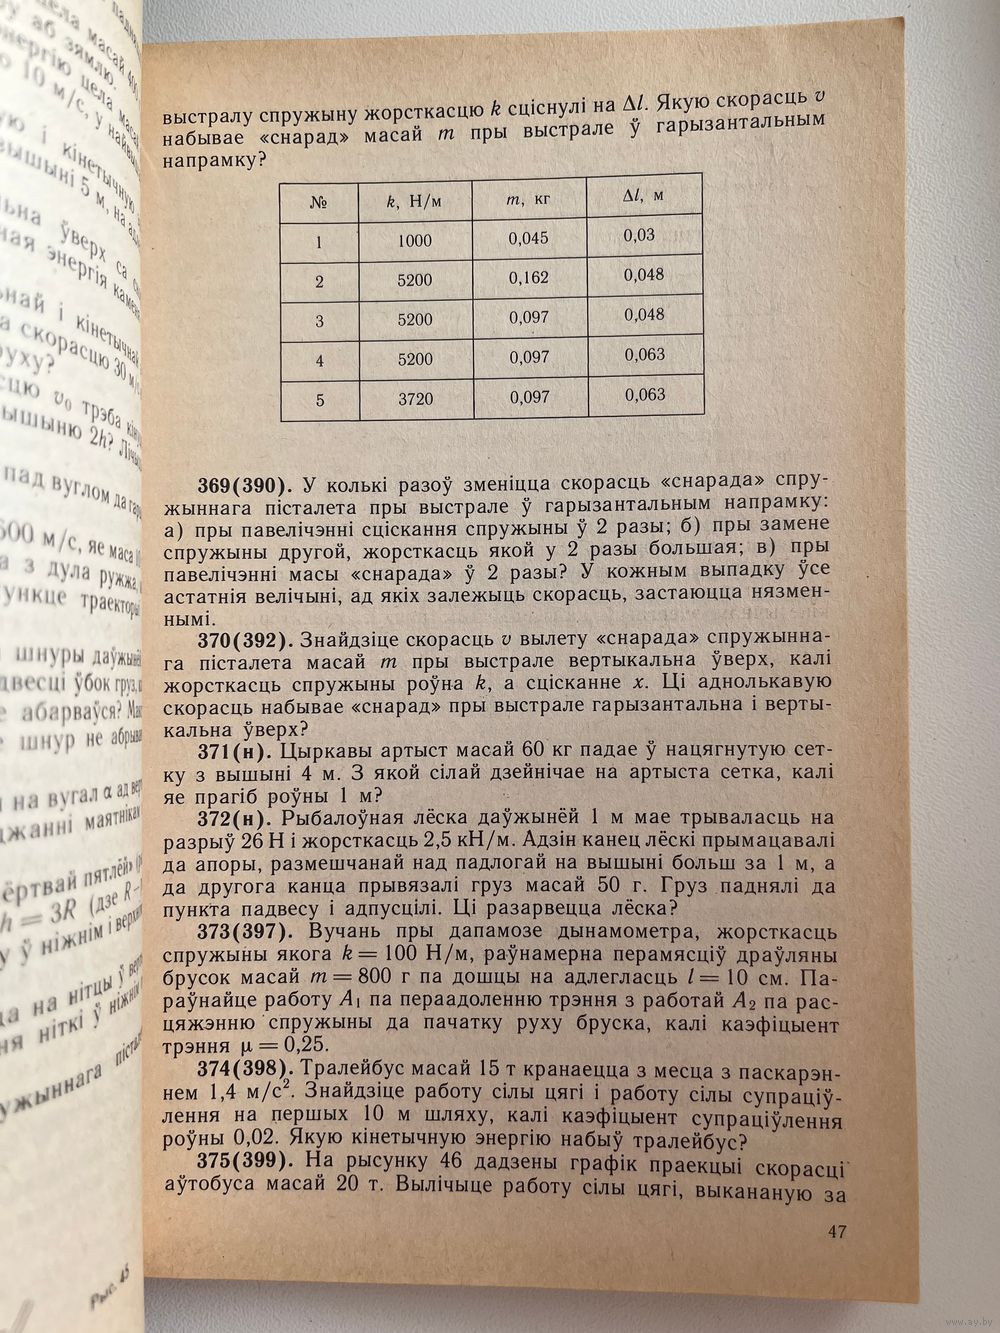 выстралу спружыну жорсткасцю k сціснулі на Δl. Якую скорасць v
набывае «снарад» масай m пры выстрале ў гарызантальным
напрамку?
№ k, Н/м m, кг Δl, м
1 1000 0,045 0,03
2 5200 0,162 0,048
3 5200 0,097 0,048
4 5200 0,097 0,063
5 3720 0,097 0,063
369(390). У колькі разоў зменіцца скорасць «снарада» спру-
жыннага пісталета пры выстрале ў гарызантальным напрамку:
а) пры павелічэнні сціскання спружыны ў 2 разы; б) пры замене
спружыны другой, жорсткасць якой у 2 разы большая; в) пры
павелічэнні масы «снарада» ў 2 разы? У кожным выпадку ўсе
астатнія велічыні, ад якіх залежыць скорасць, застаюцца нязмен-
нымі.
370(392). Знайдзіце скорасць v вылету «снарада» спружынна-
га пісталета масай m пры выстрале вертыкальна ўверх, калі
жорсткасць спружыны роўна k, а сцісканне x. Ці аднолькавую
скорасць набывае «снарад» пры выстрале гарызантальна і верты-
кальна ўверх?
371(н). Цыркавы артыст масай 60 кг падае ў нацягнутую сет-
ку з вышыні 4 м. З якой сілай дзейнічае на артыста сетка, калі
яе прагіб роўны 1 м?
372(н). Рыбалоўная лёска даўжынёй 1 м мае трываласць на
разрыў 26 Н і жорсткасць 2,5 кН/м. Адзін канец лёскі прымацавалі
да апоры, размешчанай над падлогай на вышыні больш за 1 м, а
да другога канца прывязалі груз масай 50 г. Груз паднялі да
пункта падвесу і адпусцілі. Ці разарвецца лёска?
373(397). Вучань пры дапамозе дынамометра, жорсткасць
спружыны якога k = 100 Н/м, раўнамерна перамясціў драўляны
брусок масай m = 800 г па дошцы на адлегласць l = 10 см. Па-
раўнайце работу A₁ па пераадоленню трэння з работай A₂ па рас-
цяжэнню спружыны да пачатку руху бруска, калі каэфіцыент
трэння μ = 0,25.
374(398). Тралейбус масай 15 т кранаецца з месца з паскарэн-
нем 1,4 м/с². Знайдзіце работу сілы цягі і работу сілы супраціў-
лення на першых 10 м шляху, калі каэфіцыент супраціўлення
роўны 0,02. Якую кінетычную энергію набыў тралейбус?
375(399). На рысунку 46 дадзены графік праекцыі скорасці
аўтобуса масай 20 т. Вылічыце работу сілы цягі, выкананую за
47
Рыс. 45
www.ay.by